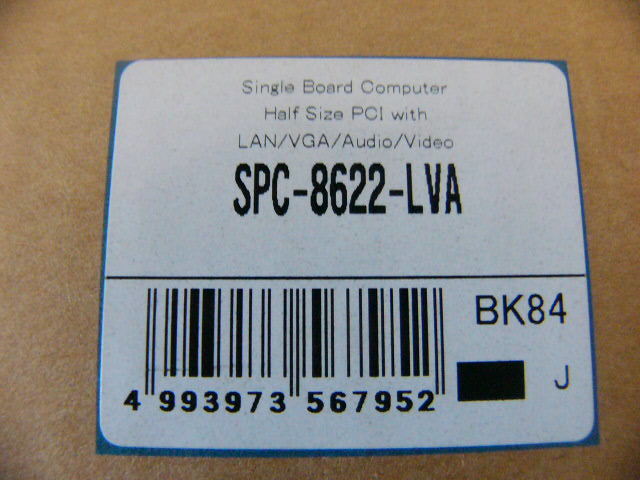 Single Board Computer
Half Size PCI with
LAN/VGA/Audio/Video
SPC-8622-LVA
BK84
4 993973 567952
J